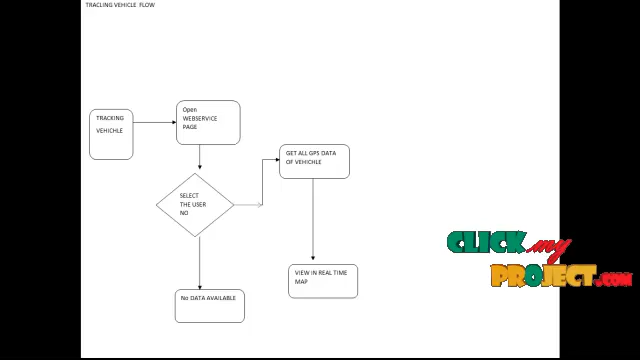 TRACLING VEHICLE FLOW
TRACKING
VEHICHLE
Open
WEBSERVICE
PAGE
GET ALL GPS DATA
OF VEHICHLE
SELECT
THE USER
NO
VIEW IN REAL TIME
MAP
No DATA AVAILABLE
CLICK my
PROJECT.COM